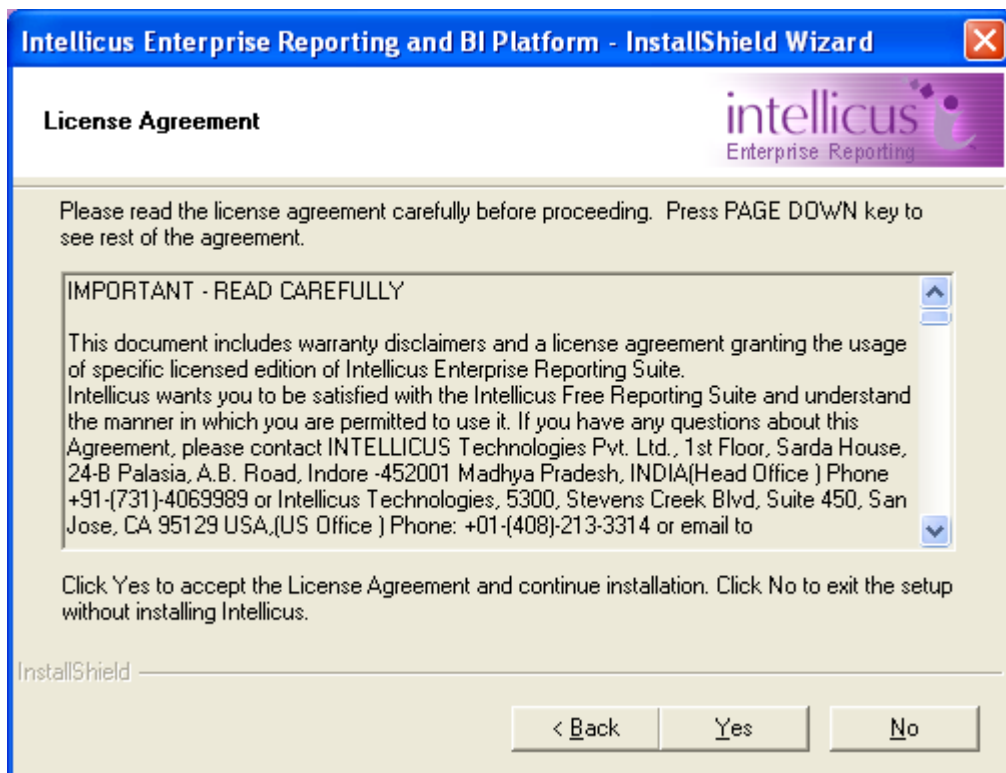 Intellicus Enterprise Reporting and BI Platform - InstallShield Wizard
License Agreement
intellicus
Enterprise Reporting
Please read the license agreement carefully before proceeding.  Press PAGE DOWN key to
see rest of the agreement.
IMPORTANT - READ CAREFULLY
This document includes warranty disclaimers and a license agreement granting the usage
of specific licensed edition of Intellicus Enterprise Reporting Suite.
Intellicus wants you to be satisfied with the Intellicus Free Reporting Suite and understand
the manner in which you are permitted to use it. If you have any questions about this
Agreement, please contact INTELLICUS Technologies Pvt. Ltd., 1st Floor, Sarda House,
24-B Palasia, A.B. Road, Indore -452001 Madhya Pradesh, INDIA(Head Office ) Phone
+91-(731)-4069989 or Intellicus Technologies, 5300, Stevens Creek Blvd, Suite 450, San
Jose, CA 95129 USA,(US Office ) Phone: +01-(408)-213-3314 or email to
Click Yes to accept the License Agreement and continue installation. Click No to exit the setup
without installing Intellicus.
InstallShield
< Back
Yes
No